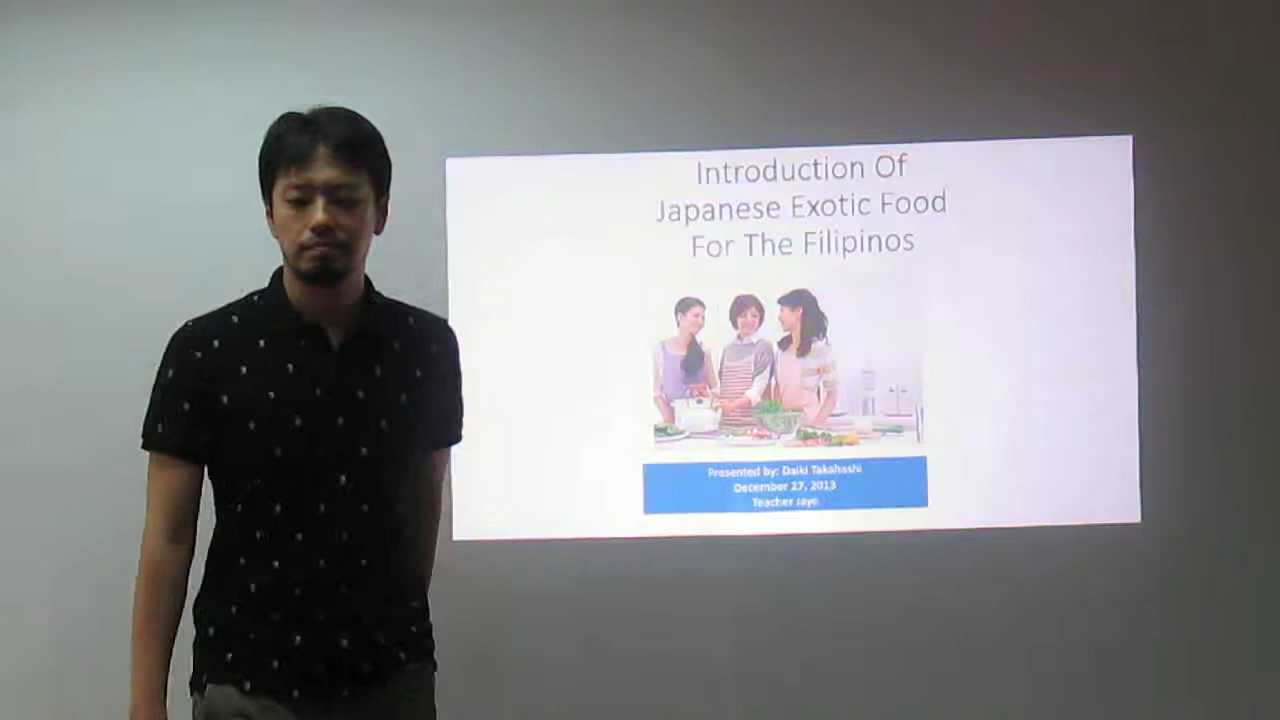 Introduction Of
Japanese Exotic Food
For The Filipinos
Presented by: Daiki Takahashi
December 27, 2013
Teacher Jaye